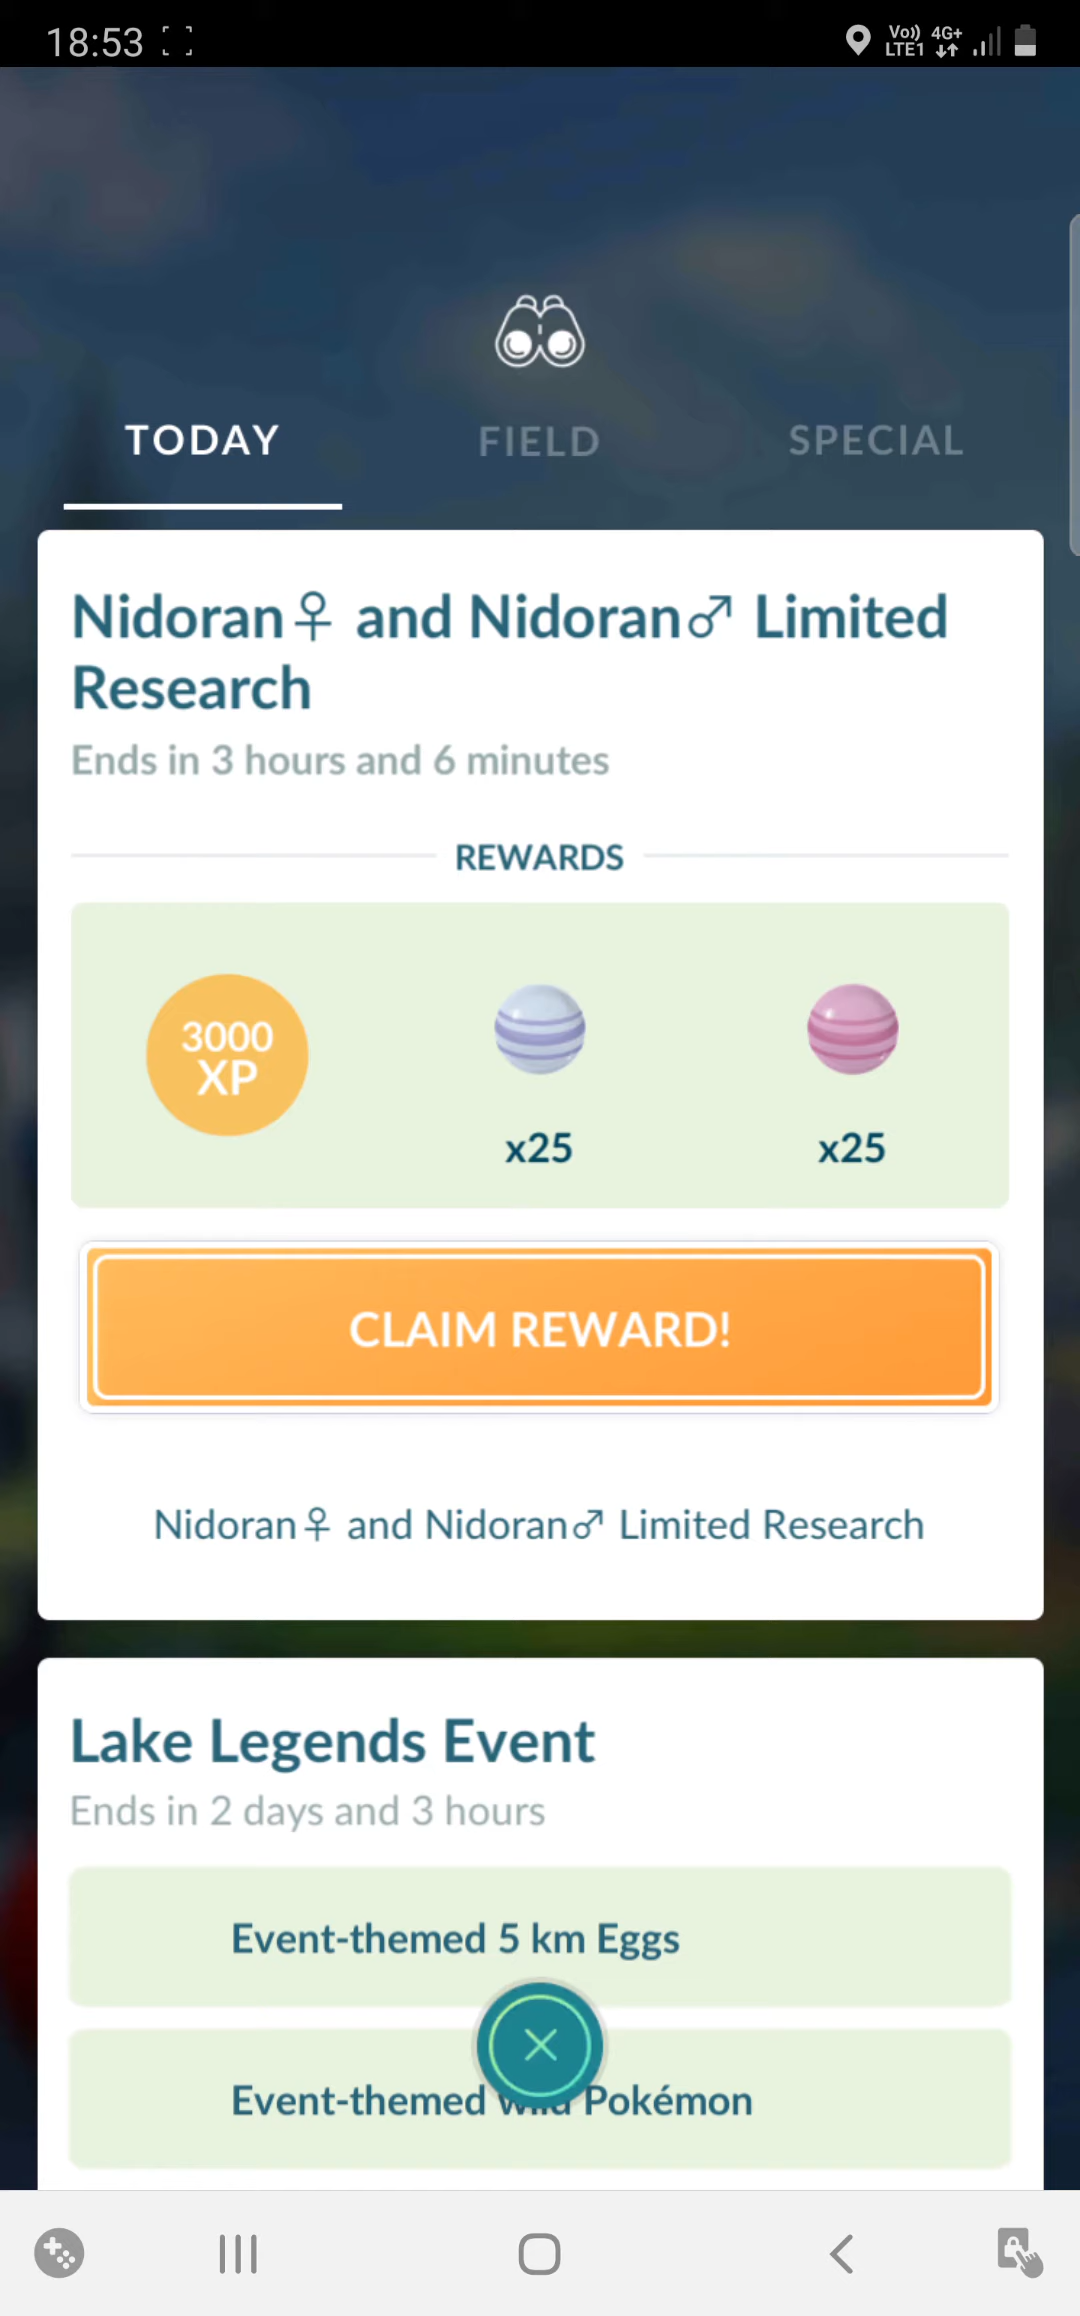 18:53
Vo)) 4G+
LTE1
TODAY FIELD SPECIAL
Nidoran♀ and Nidoran♂ Limited
Research
Ends in 3 hours and 6 minutes
REWARDS
3000
XP
x25 x25
CLAIM REWARD!
Nidoran♀ and Nidoran♂ Limited Research
Lake Legends Event
Ends in 2 days and 3 hours
Event-themed 5 km Eggs
Event-themed wild Pokémon